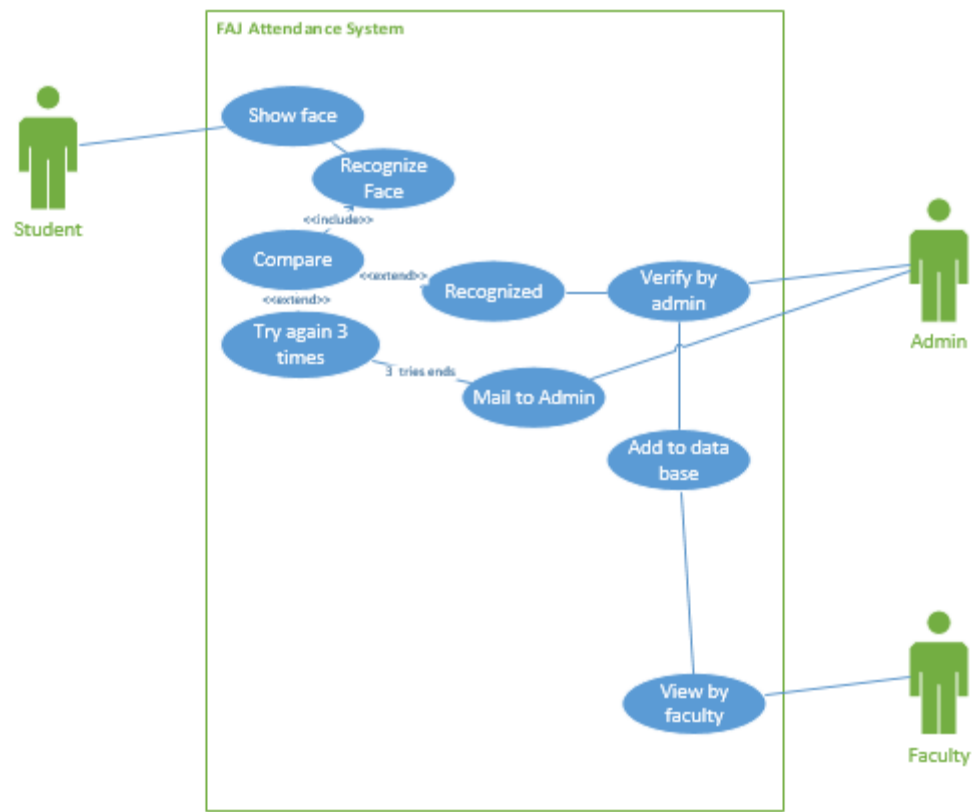 FAJ Attendance System
Show face
Recognize
Face
Student
<<include>>
Compare
<<extend>>
Recognized
Verify by
admin
<<extend>>
Try again 3
times
Admin
3 tries ends
Mail to Admin
Add to data
base
View by
faculty
Faculty